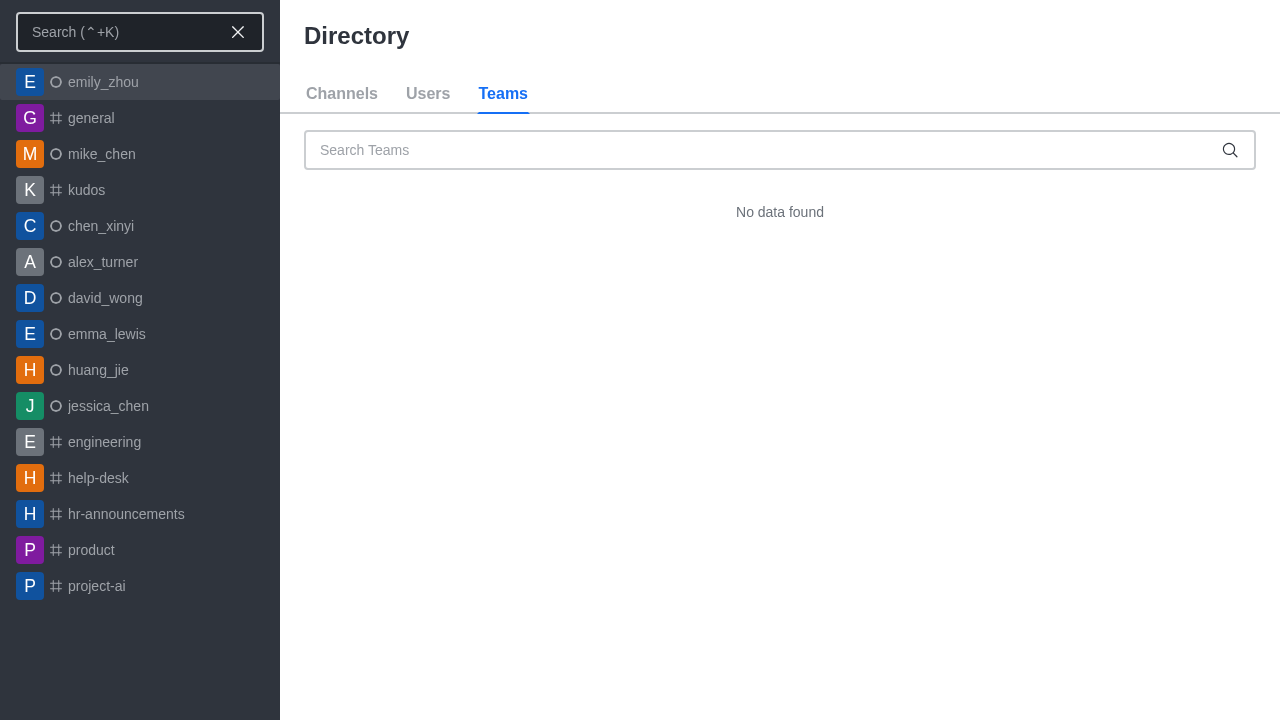 Search (⌃+K)
E emily_zhou
G general
M mike_chen
K kudos
C chen_xinyi
A alex_turner
D david_wong
E emma_lewis
H huang_jie
J jessica_chen
E engineering
H help-desk
H hr-announcements
P product
P project-ai
Directory
Channels Users Teams
Search Teams
No data found